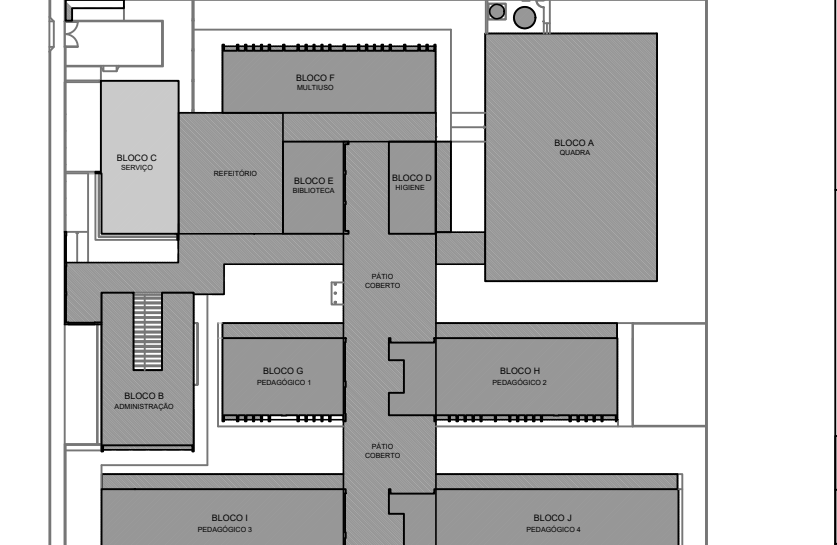 BLOCO F
MULTIUSO
BLOCO A
QUADRA
BLOCO C
SERVIÇO
REFEITÓRIO
BLOCO E
BIBLIOTECA
BLOCO D
HIGIENE
PÁTIO
COBERTO
BLOCO G
PEDAGÓGICO 1
BLOCO H
PEDAGÓGICO 2
BLOCO B
ADMINISTRAÇÃO
PÁTIO
COBERTO
BLOCO I
PEDAGÓGICO 3
BLOCO J
PEDAGÓGICO 4